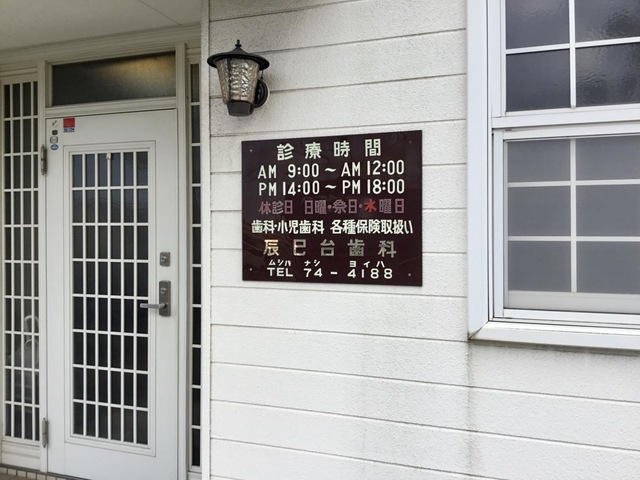 診療時間
AM 9:00～AM 12:00
PM 14:00～PM 18:00
休診日 日曜・祭日・水曜日
歯科・小児歯科 各種保険取扱い
辰巳台歯科
ムシハ ナシ ヨイハ
TEL 74-4188